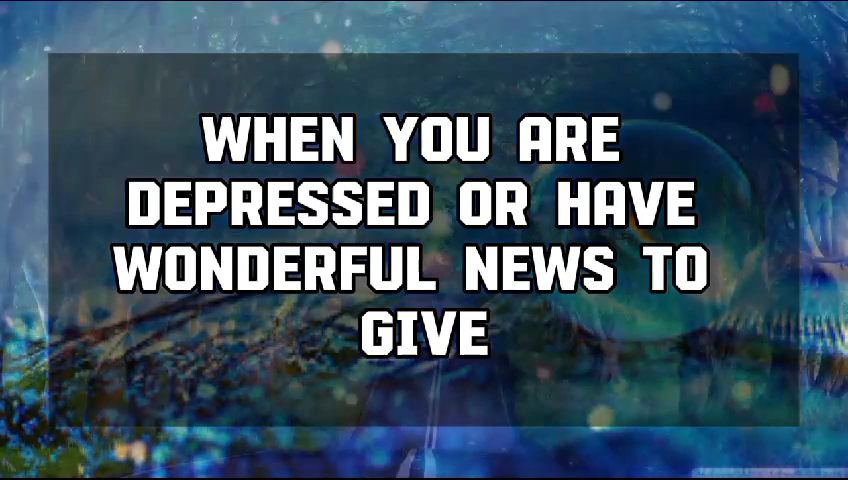 WHEN YOU ARE
DEPRESSED OR HAVE
WONDERFUL NEWS TO
GIVE